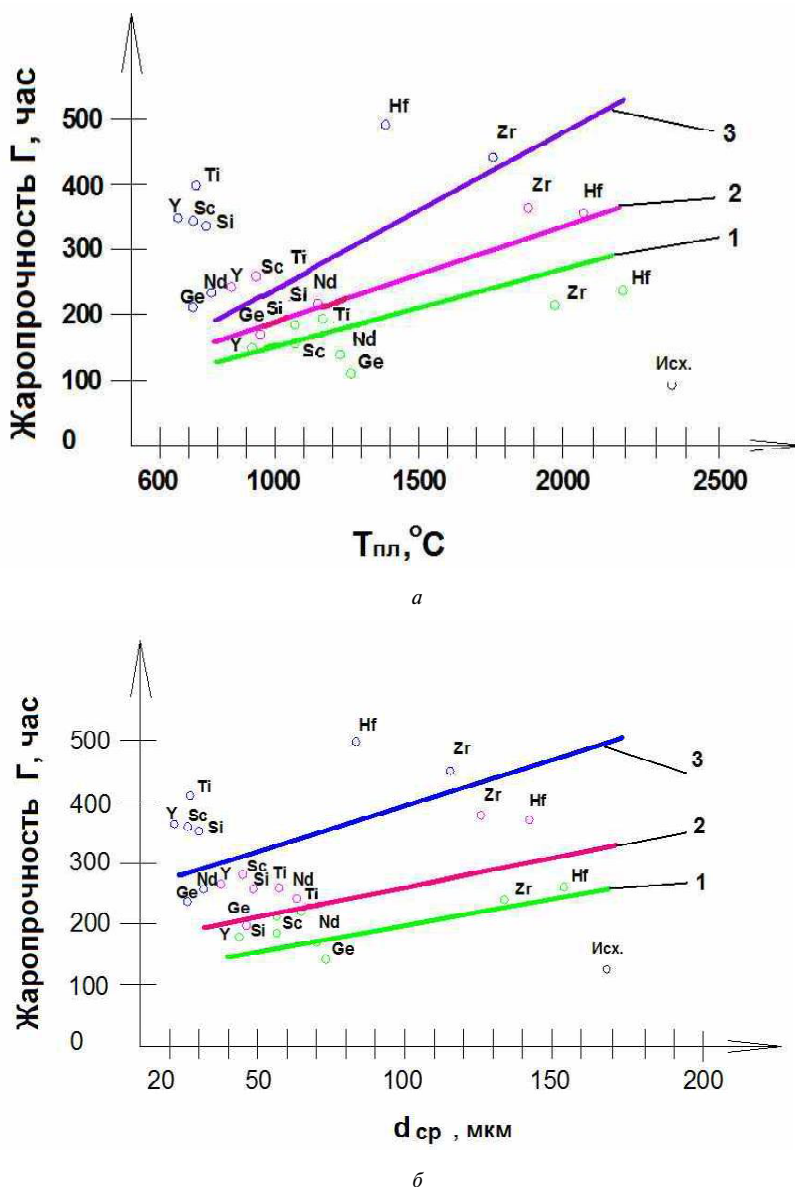 Жаропрочность Г, час
500
400
300
200
100
0
Hf
Zr
3
Ti
Y Sc Si
Zr Hf
2
1
Ge Nd Y Sc Ti
Si Nd
Ge Si Ti
Y Sc Nd
Ge
Zr Hf
Исх.
600 1000 1500 2000 2500
Tпл,°C
а
Жаропрочность Г, час
500
400
300
200
100
0
Hf
Zr
3
Ti
Y Sc Si
Zr Hf
2
1
Ge Nd Y Sc
Si Ti Nd
Ge Ti
Y Si Sc Nd
Ge
Zr Hf
Исх.
20 50 100 150 200
d ср , мкм
б